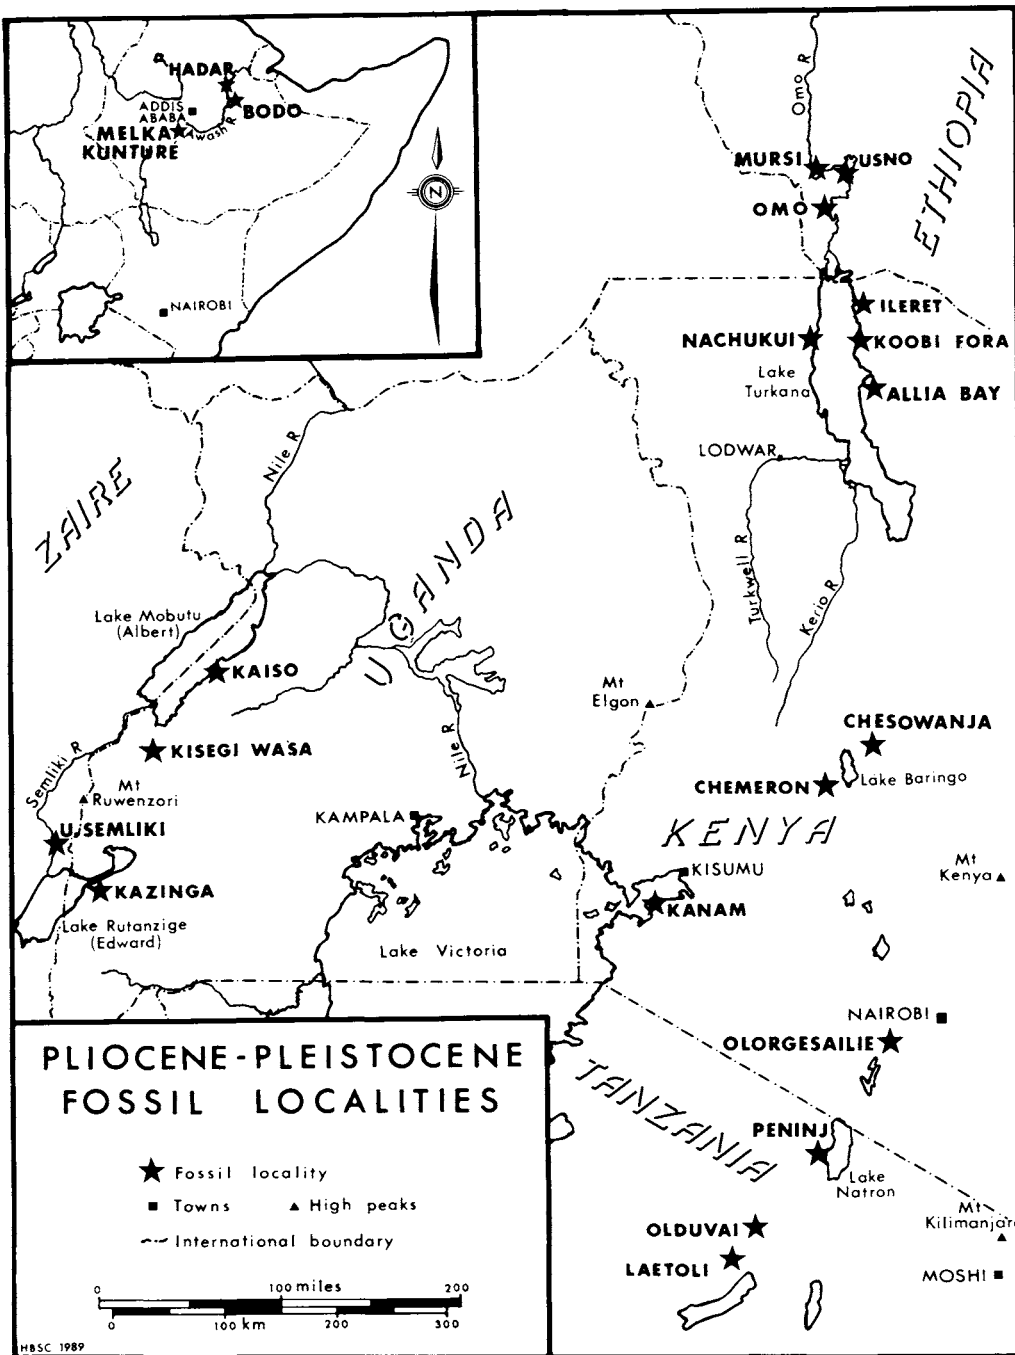 HADAR
ADDIS
ABABA
BODO
MELKA
KUNTURE
Awash R
N
NAIROBI
Omo R
ETHIOPIA
MURSI
USNO
OMO
ILERET
NACHUKUI
KOOBI FORA
Lake
Turkana
ALLIA BAY
LODWAR
Nile R
ZAIRE
UGANDA
Turkwell R
Kerio R
Lake Mobutu
(Albert)
KAISO
Mt
Elgon
CHESOWANJA
KISEGI WASA
Nile R
Semliki R
Lake Baringo
CHEMERON
Mt
Ruwenzori
KAMPALA
U.SEMLIKI
KENYA
KISUMU
Mt
Kenya
KAZINGA
KANAM
Lake Rutanzige
(Edward)
Lake Victoria
NAIROBI
OLORGESAILIE
PLIOCENE-PLEISTOCENE
FOSSIL LOCALITIES
TANZANIA
PENINJ
Lake
Natron
Fossil locality
Towns
High peaks
International boundary
Mt
Kilimanjaro
OLDUVAI
LAETOLI
MOSHI
0 100 miles 200
0 100 km 200 300
HBSC 1989